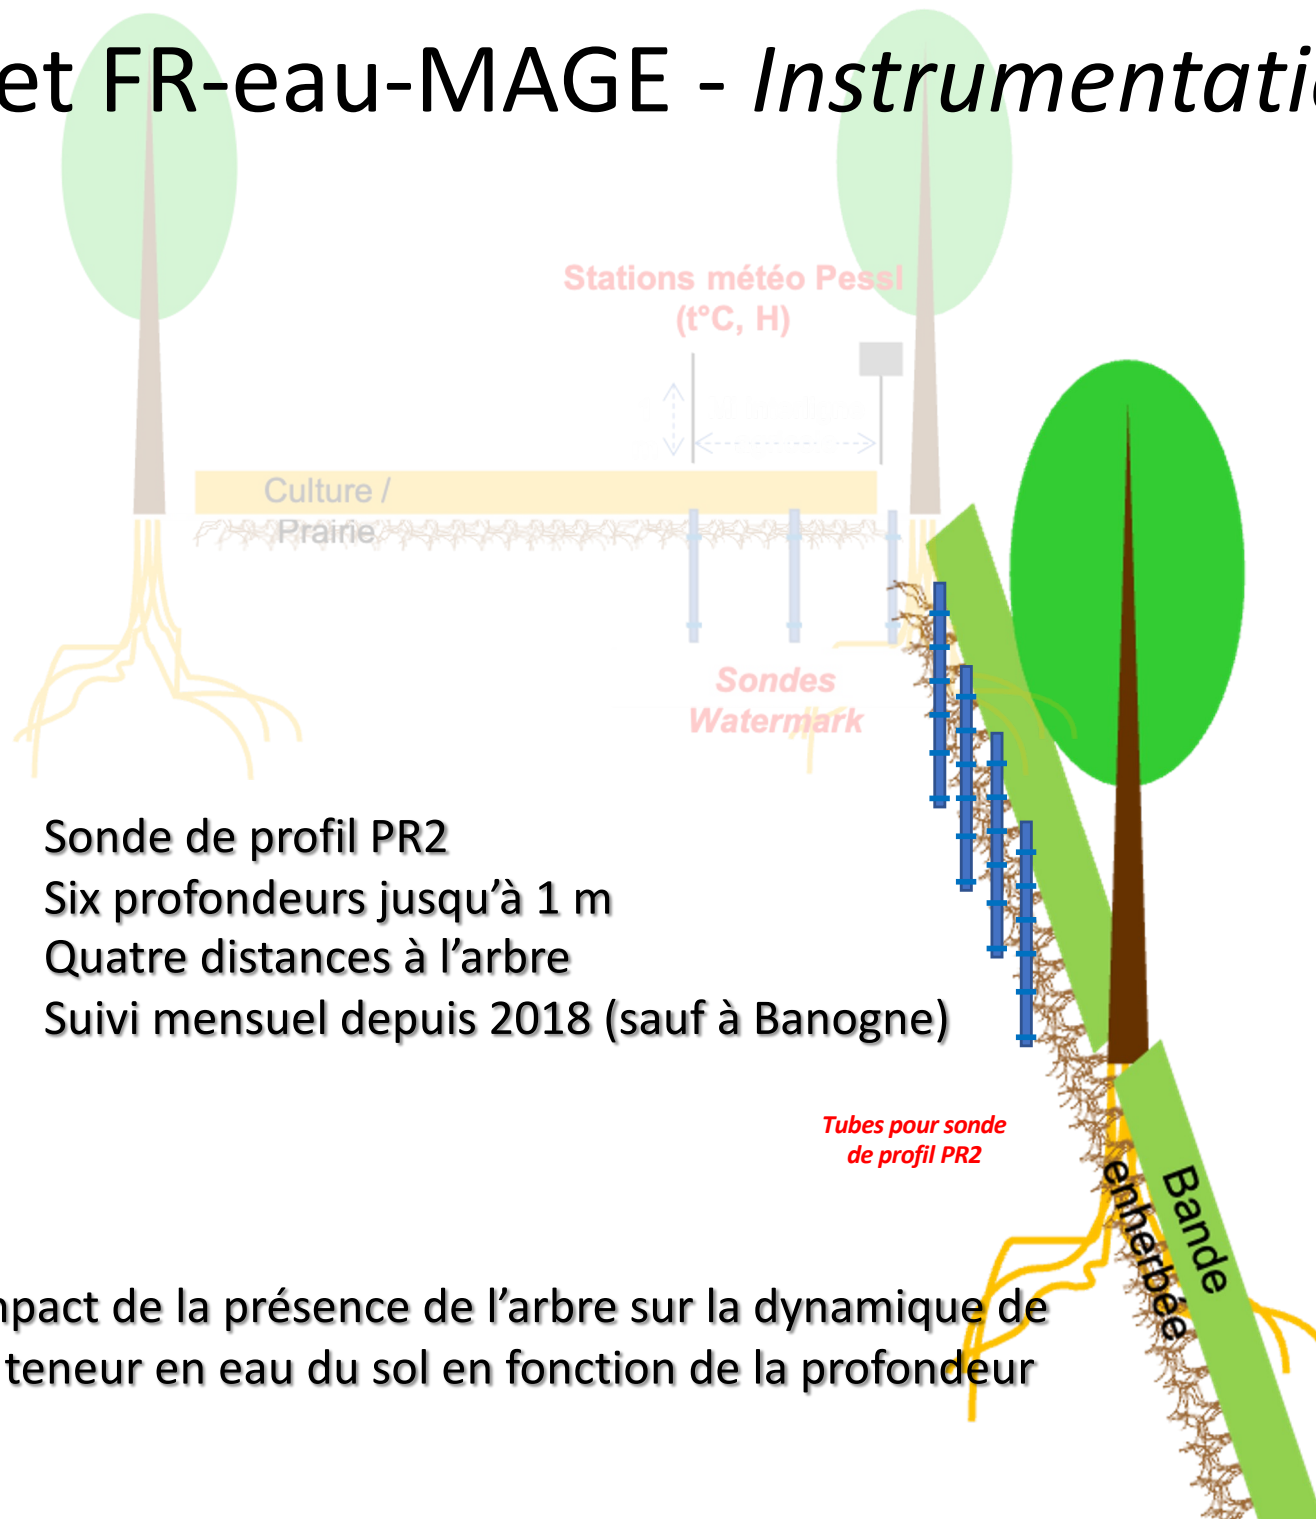 et FR-eau-MAGE - Instrumentati
Stations météo Pessl
(t°C, H)
Culture /
Prairie
Sondes
Watermark
Sonde de profil PR2
Six profondeurs jusqu’à 1 m
Quatre distances à l’arbre
Suivi mensuel depuis 2018 (sauf à Banogne)
Tubes pour sonde
de profil PR2
Bande
enherbée
mpact de la présence de l’arbre sur la dynamique de
teneur en eau du sol en fonction de la profondeur